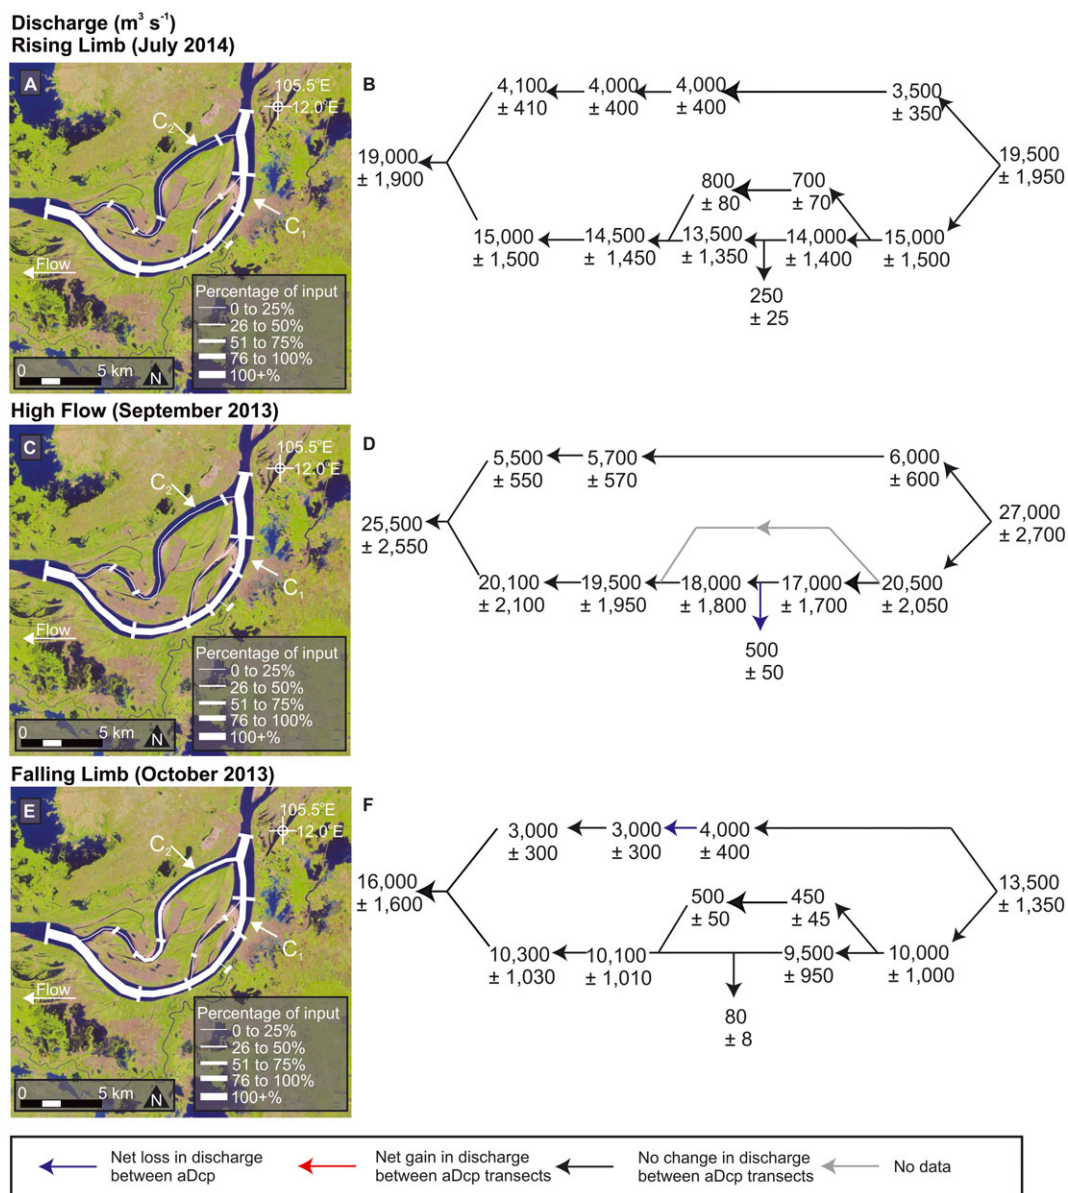 Discharge (m³ s⁻¹)
Rising Limb (July 2014)
A
105.5°E
12.0°E
C₂
C₁
Flow
Percentage of input
0 to 25%
26 to 50%
51 to 75%
76 to 100%
100+%
0 5 km
N
B
4,100 4,000 4,000 3,500
± 410 ± 400 ± 400 ± 350
19,000 19,500
± 1,900 ± 1,950
800 700
± 80 ± 70
15,000 14,500 13,500 14,000 15,000
± 1,500 ± 1,450 ± 1,350 ± 1,400 ± 1,500
250
± 25
High Flow (September 2013)
C
105.5°E
12.0°E
C₂
C₁
Flow
Percentage of input
0 to 25%
26 to 50%
51 to 75%
76 to 100%
100+%
0 5 km
N
D
5,500 5,700 6,000
± 550 ± 570 ± 600
25,500 27,000
± 2,550 ± 2,700
20,100 19,500 18,000 17,000 20,500
± 2,100 ± 1,950 ± 1,800 ± 1,700 ± 2,050
500
± 50
Falling Limb (October 2013)
E
105.5°E
12.0°E
C₂
C₁
Flow
Percentage of input
0 to 25%
26 to 50%
51 to 75%
76 to 100%
100+%
0 5 km
N
F
3,000 3,000 4,000
± 300 ± 300 ± 400
16,000 13,500
± 1,600 ± 1,350
500 450
± 50 ± 45
10,300 10,100 9,500 10,000
± 1,030 ± 1,010 ± 950 ± 1,000
80
± 8
Net loss in discharge
between aDcp
Net gain in discharge
between aDcp transects
No change in discharge
between aDcp transects
No data